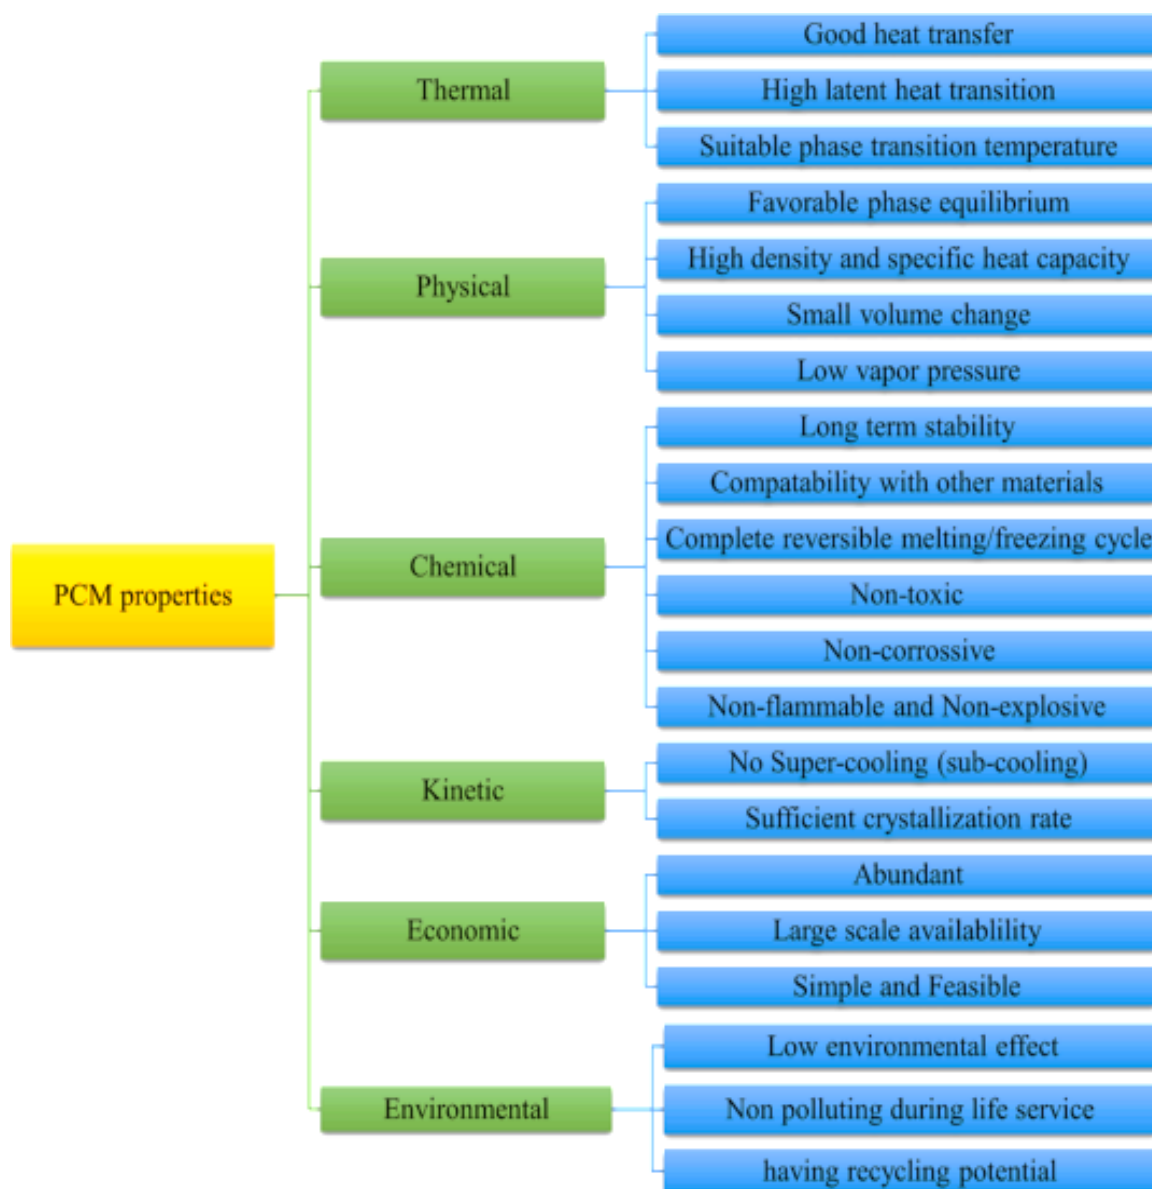 PCM properties
Thermal
Good heat transfer
High latent heat transition
Suitable phase transition temperature
Physical
Favorable phase equilibrium
High density and specific heat capacity
Small volume change
Low vapor pressure
Chemical
Long term stability
Compatability with other materials
Complete reversible melting/freezing cycle
Non-toxic
Non-corrossive
Non-flammable and Non-explosive
Kinetic
No Super-cooling (sub-cooling)
Sufficient crystallization rate
Economic
Abundant
Large scale availablility
Simple and Feasible
Environmental
Low environmental effect
Non polluting during life service
having recycling potential